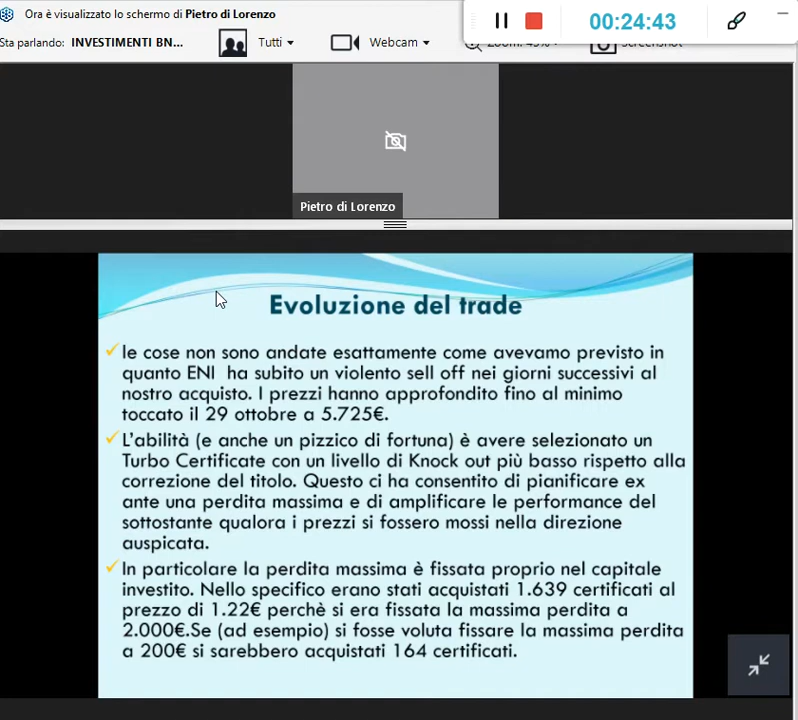 Ora è visualizzato lo schermo di Pietro di Lorenzo
00:24:43
Sta parlando: INVESTIMENTI BN...
Tutti
Webcam
Pietro di Lorenzo
Evoluzione del trade
le cose non sono andate esattamente come avevamo previsto in
quanto ENI ha subito un violento sell off nei giorni successivi al
nostro acquisto. I prezzi hanno approfondito fino al minimo
toccato il 29 ottobre a 5.725€.
L'abilità (e anche un pizzico di fortuna) è avere selezionato un
Turbo Certificate con un livello di Knock out più basso rispetto alla
correzione del titolo. Questo ci ha consentito di pianificare ex
ante una perdita massima e di amplificare le performance del
sottostante qualora i prezzi si fossero mossi nella direzione
auspicata.
In particolare la perdita massima è fissata proprio nel capitale
investito. Nello specifico erano stati acquistati 1.639 certificati al
prezzo di 1.22€ perchè si era fissata la massima perdita a
2.000€.Se (ad esempio) si fosse voluta fissare la massima perdita
a 200€ si sarebbero acquistati 164 certificati.